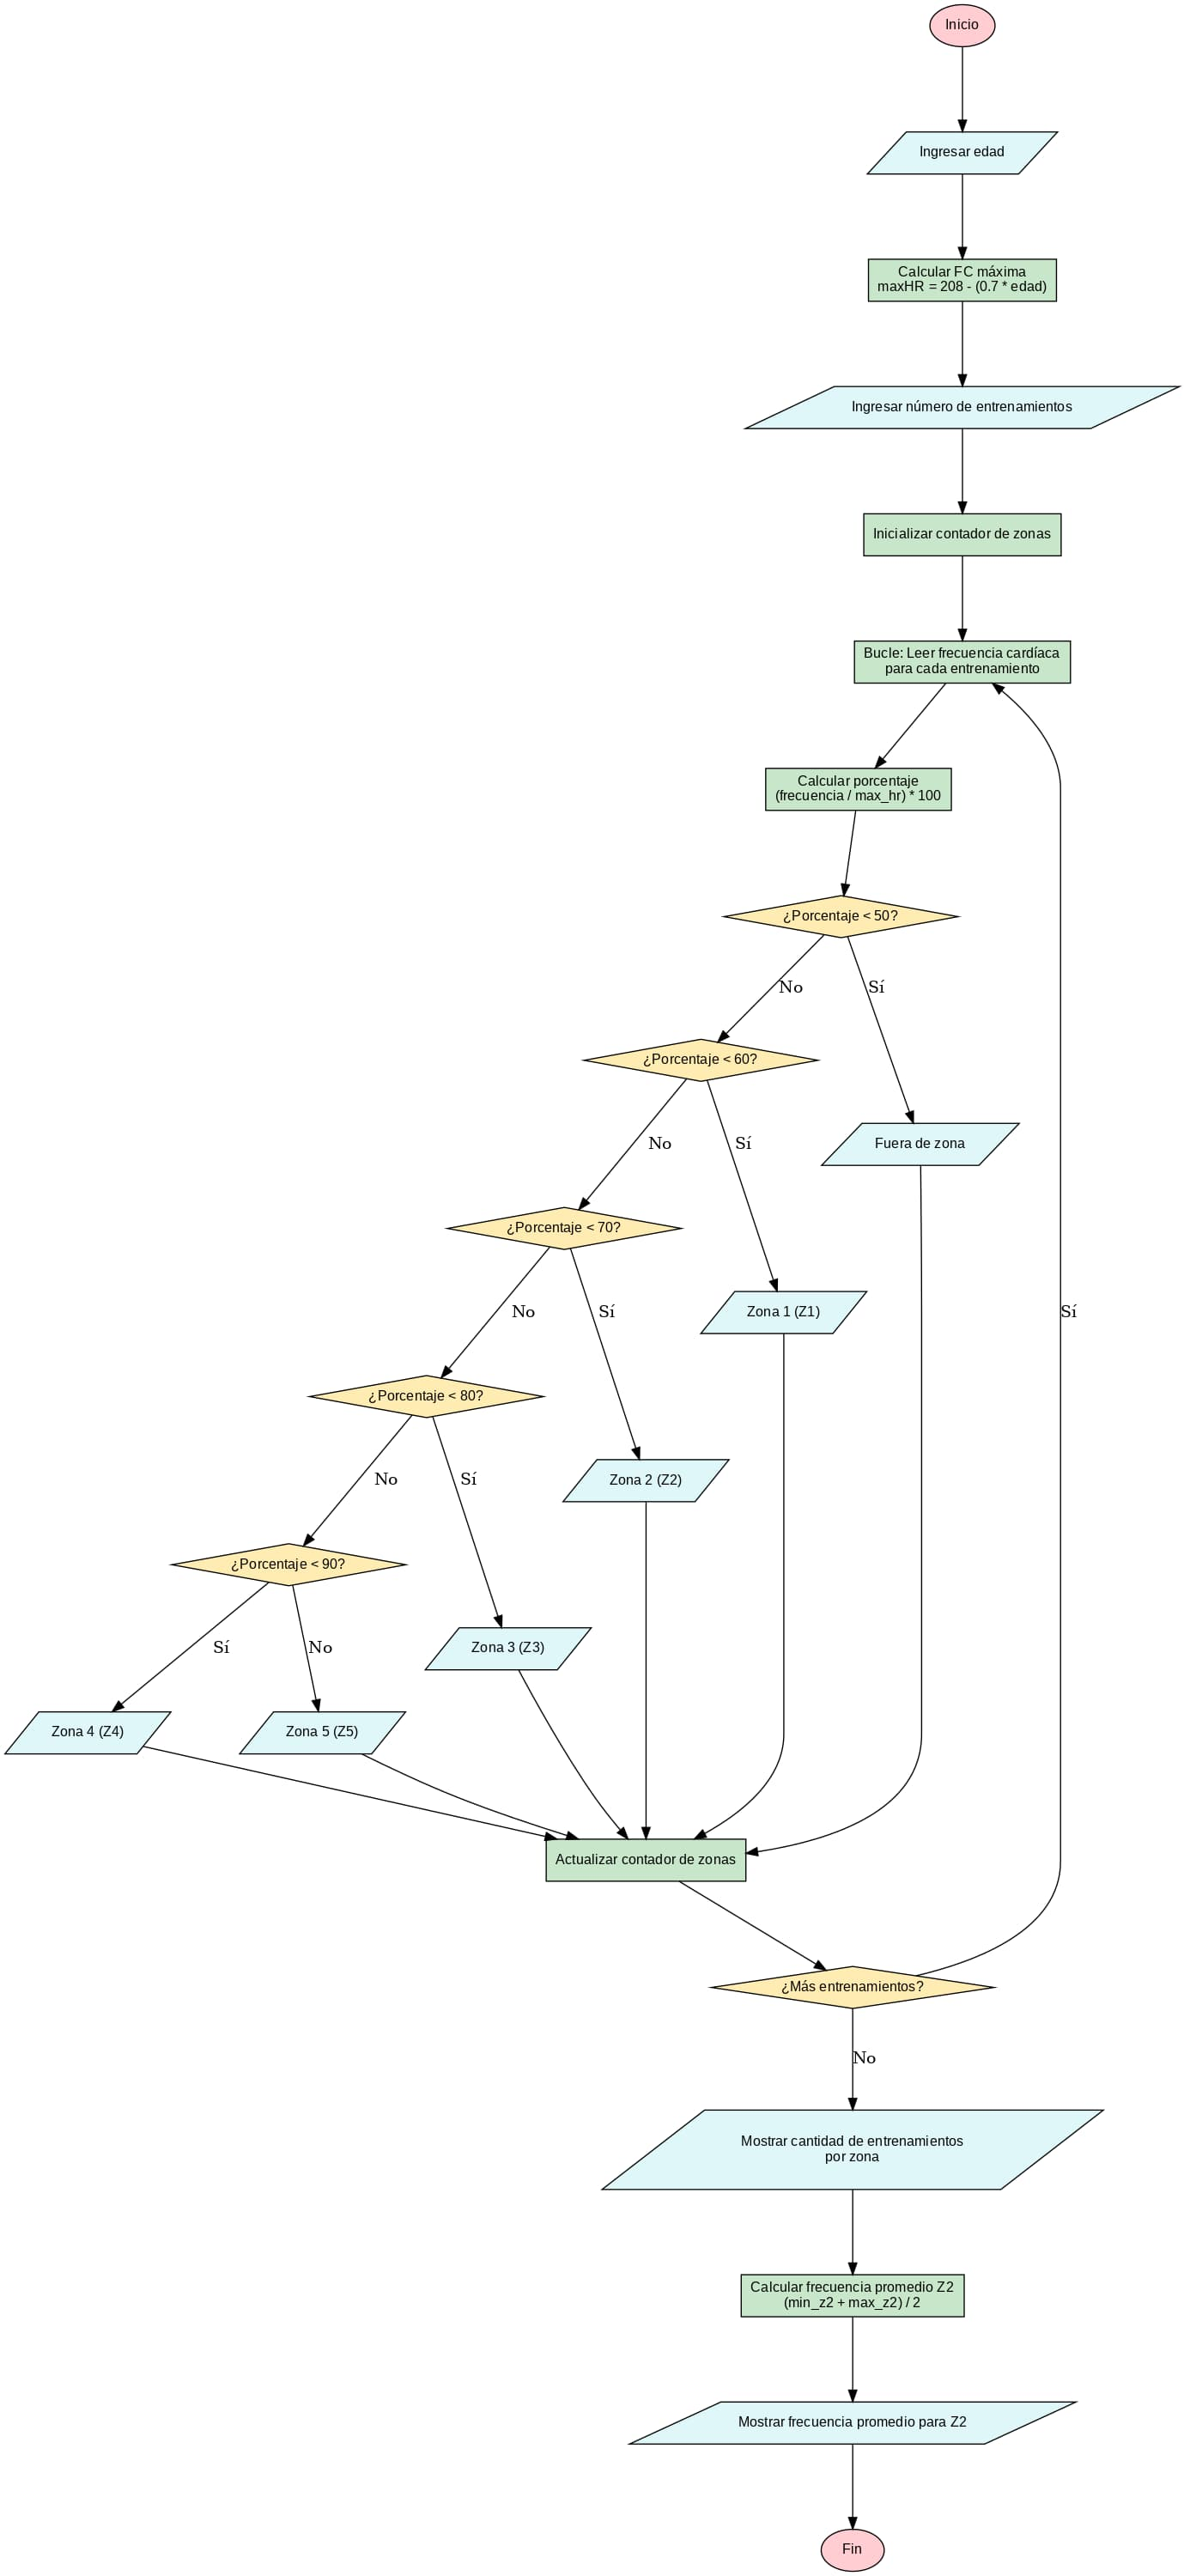 Inicio
Ingresar edad
Calcular FC máxima
maxHR = 208 - (0.7 * edad)
Ingresar número de entrenamientos
Inicializar contador de zonas
Bucle: Leer frecuencia cardíaca
para cada entrenamiento
Calcular porcentaje
(frecuencia / max_hr) * 100
¿Porcentaje < 50?
No
Sí
¿Porcentaje < 60?
No
Sí
Fuera de zona
¿Porcentaje < 70?
No
Sí
Zona 1 (Z1)
Sí
¿Porcentaje < 80?
No
Sí
Zona 2 (Z2)
¿Porcentaje < 90?
Sí
No
Zona 3 (Z3)
Zona 4 (Z4)
Zona 5 (Z5)
Actualizar contador de zonas
¿Más entrenamientos?
No
Mostrar cantidad de entrenamientos
por zona
Calcular frecuencia promedio Z2
(min_z2 + max_z2) / 2
Mostrar frecuencia promedio para Z2
Fin